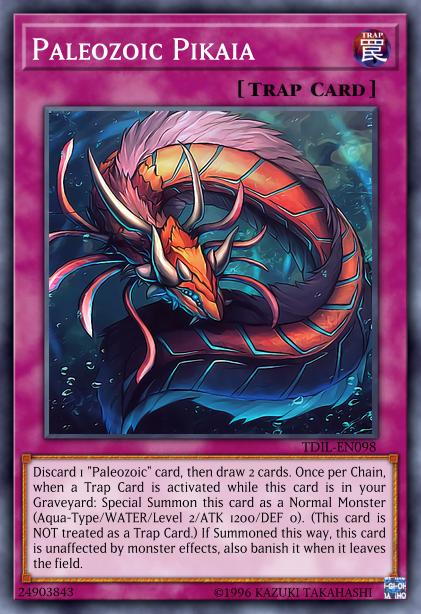 PALEOZOIC PIKAIA
TRAP
罠
[TRAP CARD]
TDIL-EN098
Discard 1 "Paleozoic" card, then draw 2 cards. Once per Chain,
when a Trap Card is activated while this card is in your
Graveyard: Special Summon this card as a Normal Monster
(Aqua-Type/WATER/Level 2/ATK 1200/DEF 0). (This card is
NOT treated as a Trap Card.) If Summoned this way, this card
is unaffected by monster effects, also banish it when it leaves
the field.
24903843
©1996 KAZUKI TAKAHASHI